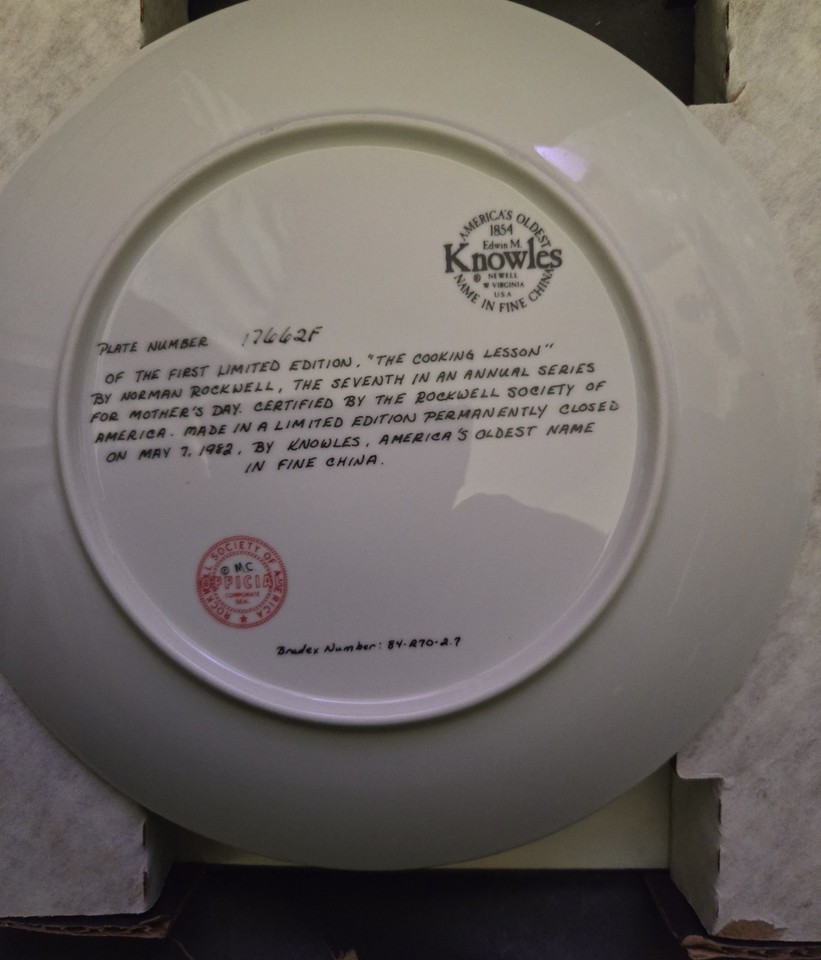 AMERICA'S OLDEST
1854
Edwin M.
Knowles
®
NEWELL
W VIRGINIA
USA
NAME IN FINE CHINA
PLATE NUMBER 17662F
OF THE FIRST LIMITED EDITION, "THE COOKING LESSON"
BY NORMAN ROCKWELL, THE SEVENTH IN AN ANNUAL SERIES
FOR MOTHER'S DAY. CERTIFIED BY THE ROCKWELL SOCIETY OF
AMERICA. MADE IN A LIMITED EDITION PERMANENTLY CLOSED
ON MAY 7, 1982, BY KNOWLES, AMERICA'S OLDEST NAME
IN FINE CHINA.
ROCKWELL SOCIETY OF AMERICA
© M.C.
OFFICIAL
CORPORATE
SEAL
Bradex Number: 84-R70-2.7